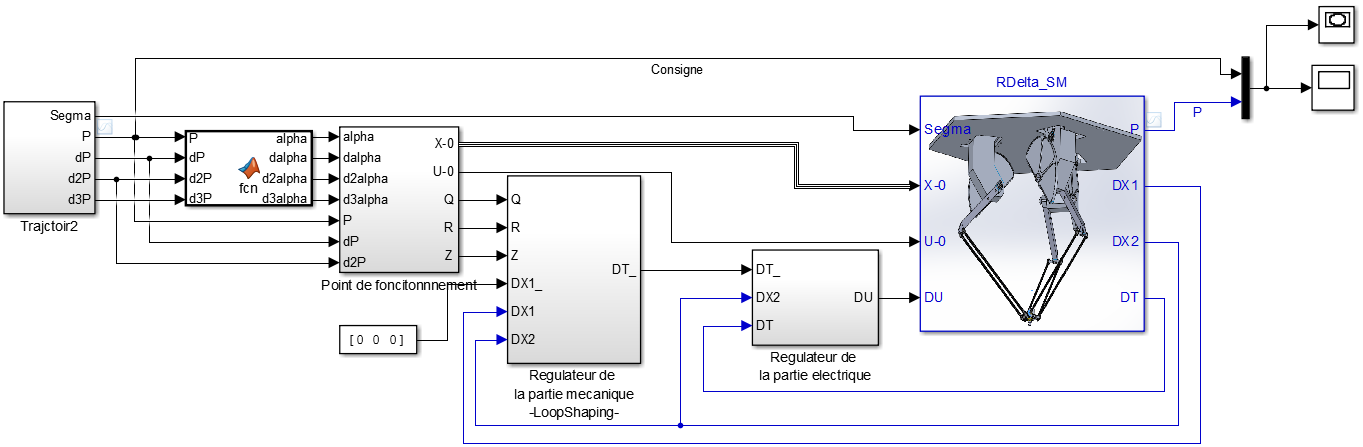 Consigne
RDelta_SM
Trajctoir2
Segma
P
dP
d2P
d3P
P
dP
d2P
d3P
fcn
alpha
dalpha
d2alpha
d3alpha
alpha
dalpha
d2alpha
d3alpha
P
dP
d2P
X-0
U-0
Q
R
Z
Point de foncitonnnement
[ 0 0 0 ]
Q
R
Z
DX1_
DX1
DX2
DT_
Regulateur de
la partie mecanique
-LoopShaping-
DT_
DX2
DT
DU
Regulateur de
la partie electrique
Segma
X-0
U-0
DU
P
DX1
DX2
DT
P